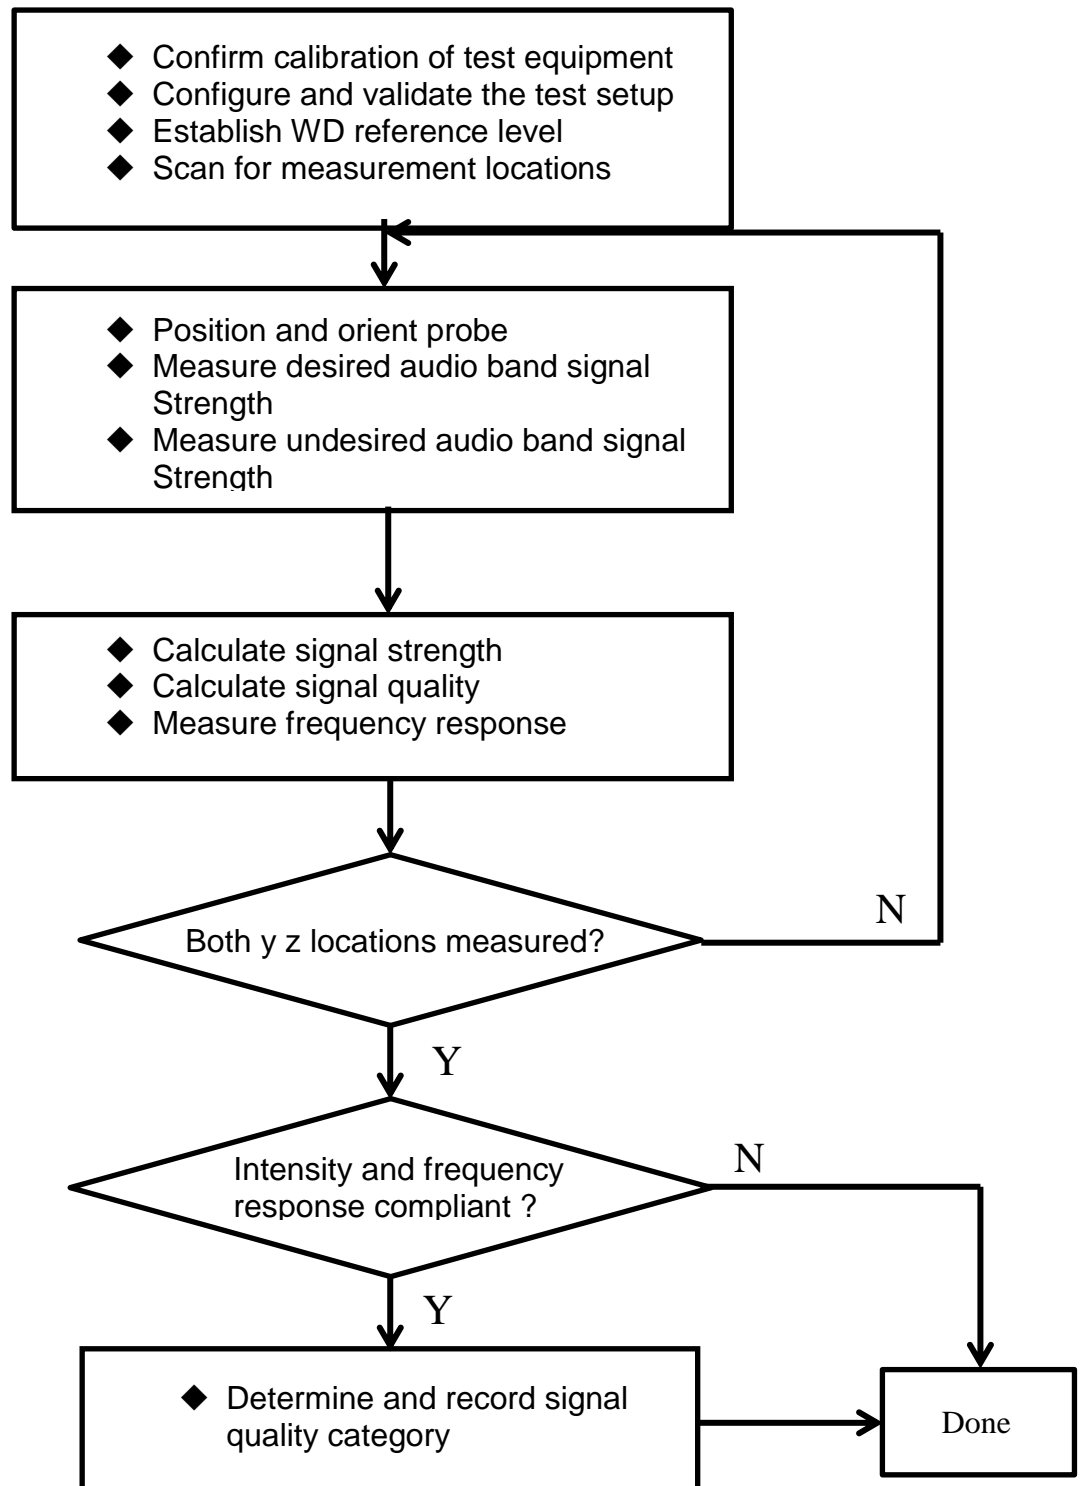 ◆ Confirm calibration of test equipment
◆ Configure and validate the test setup
◆ Establish WD reference level
◆ Scan for measurement locations
◆ Position and orient probe
◆ Measure desired audio band signal
Strength
◆ Measure undesired audio band signal
Strength
◆ Calculate signal strength
◆ Calculate signal quality
◆ Measure frequency response
Both y z locations measured?
N
Y
Intensity and frequency
response compliant ?
N
Y
◆ Determine and record signal
quality category
Done